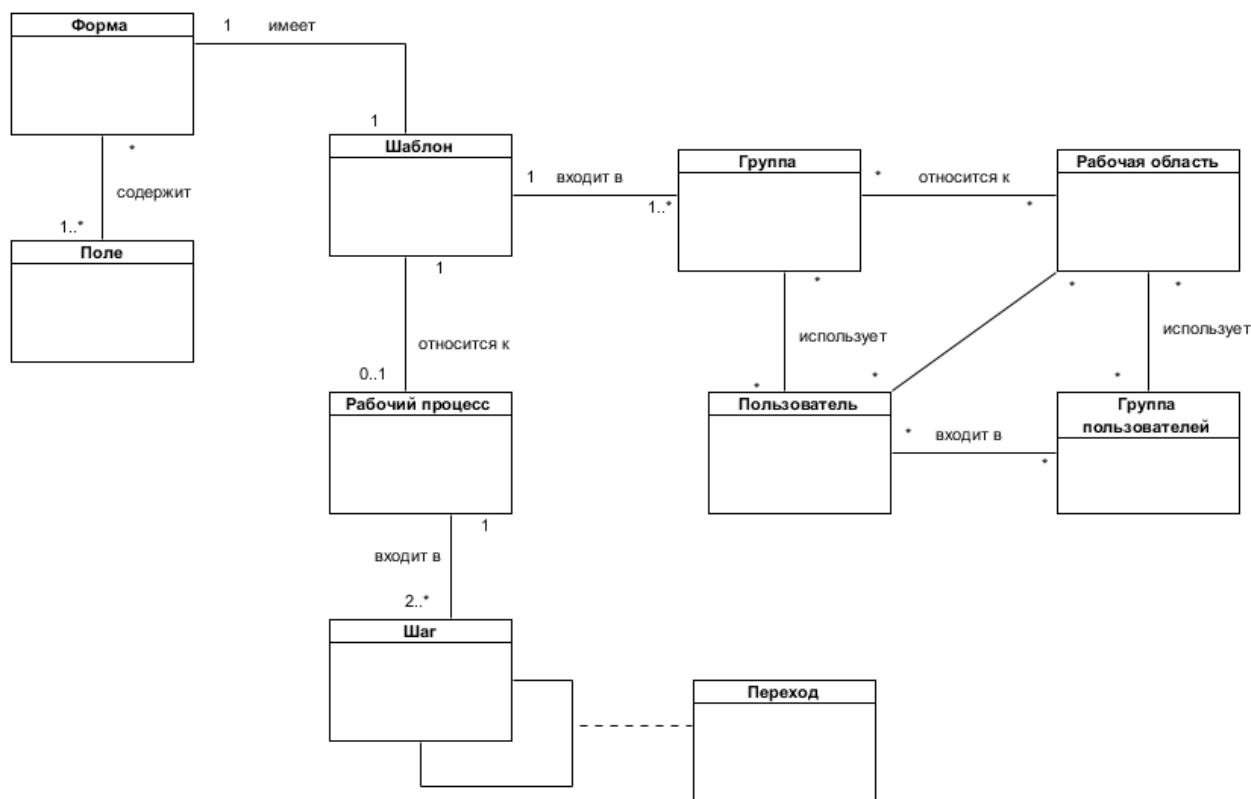 Форма
1 имеет
1
*
содержит
1..*
Поле
Шаблон
1 входит в
1..*
Группа
* относится к
*
Рабочая область
1
относится к
0..1
*
использует
*
*
*
*
использует
*
Рабочий процесс
Пользователь
* входит в
*
Группа
пользователей
1
входит в
2..*
Шаг
Переход